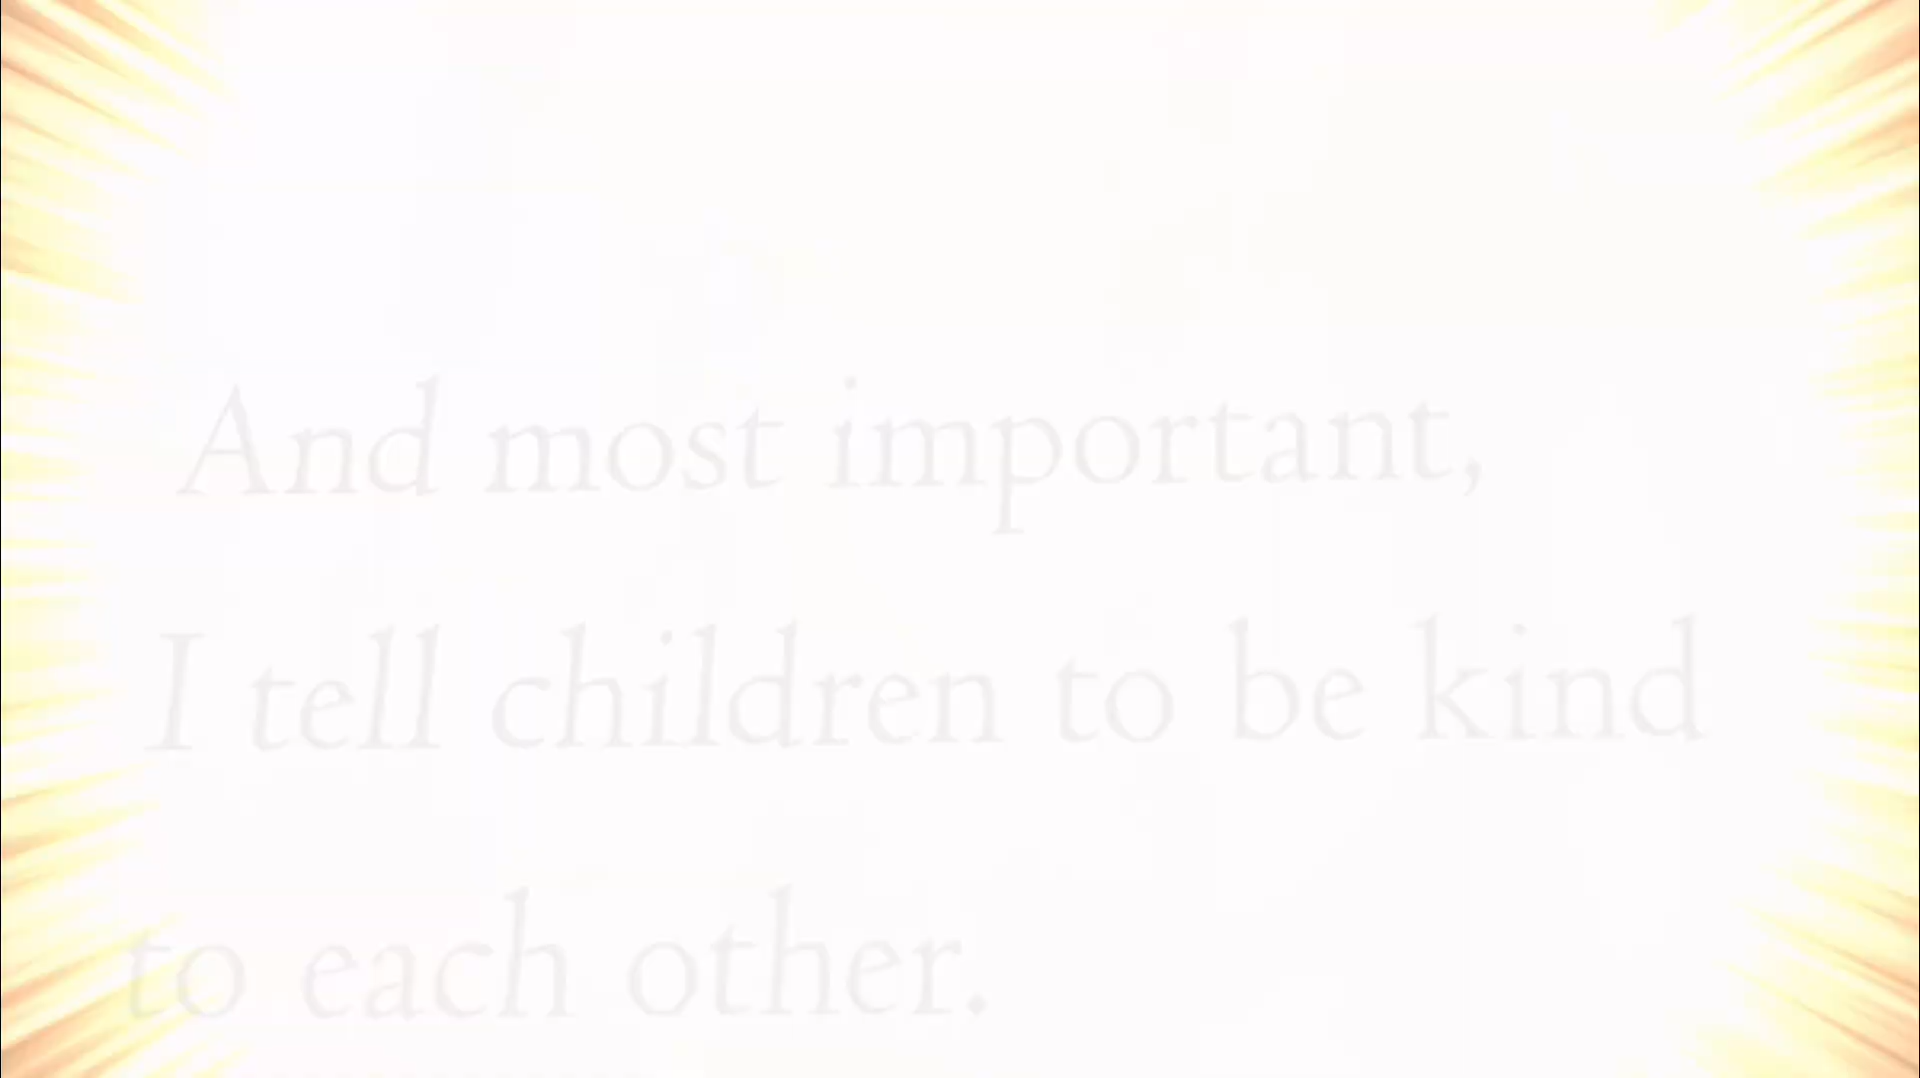 And most important,
I tell children to be kind
to each other.